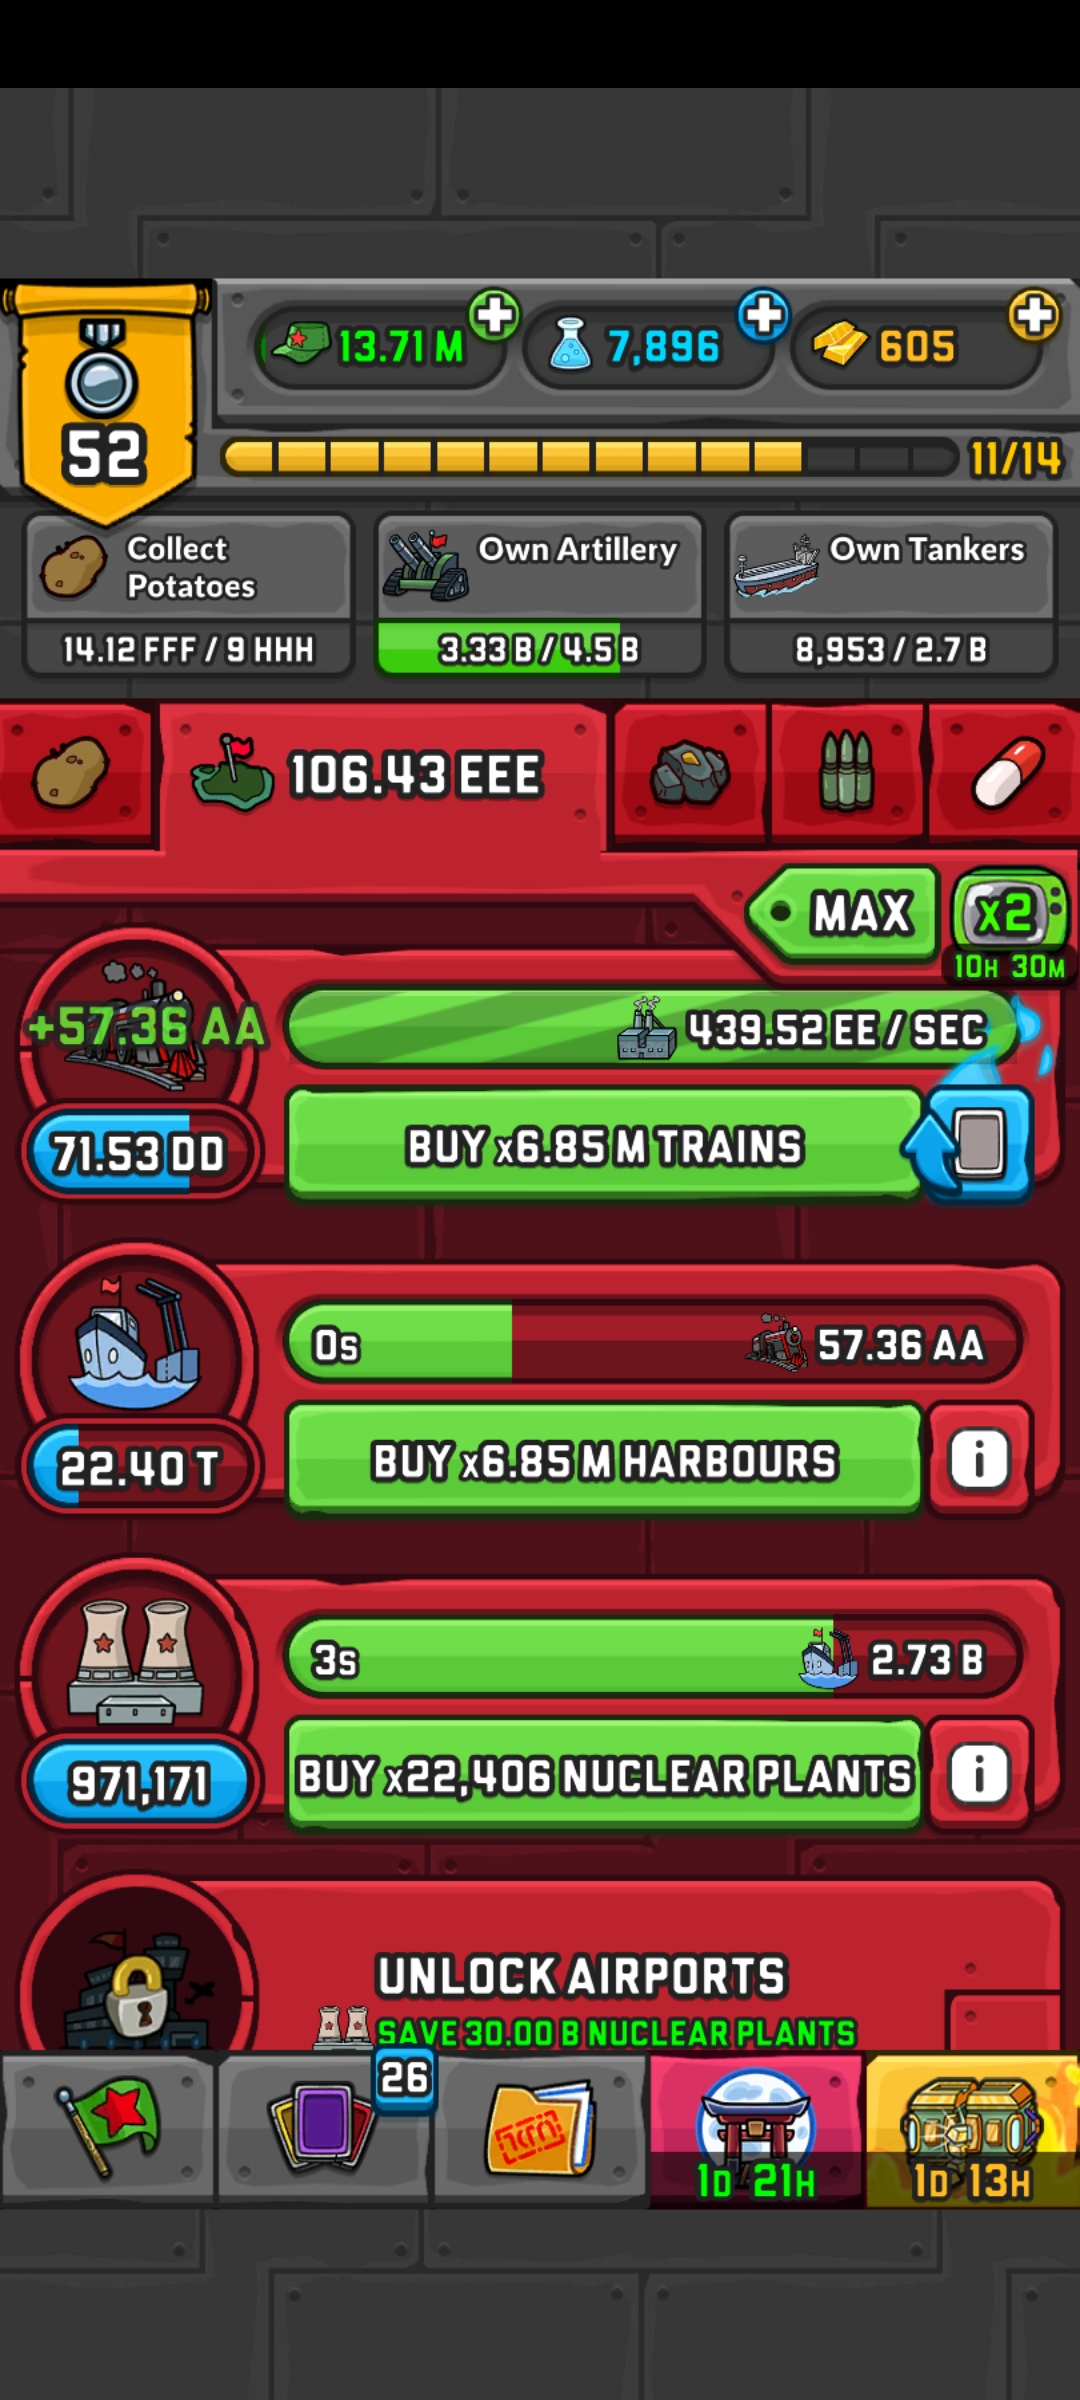 13.71 M
7,896
605
52
11/14
Collect
Potatoes
14.12 FFF / 9 HHH
Own Artillery
3.33 B / 4.5 B
Own Tankers
8,953 / 2.7 B
106.43 EEE
MAX
x2
10H 30M
+57.36 AA
439.52 EE / SEC
71.53 DD
BUY x6.85 M TRAINS
0s
57.36 AA
22.40 T
BUY x6.85 M HARBOURS
i
3s
2.73 B
971,171
BUY x22,406 NUCLEAR PLANTS
i
UNLOCK AIRPORTS
SAVE 30.00 B NUCLEAR PLANTS
26
1D 21H
1D 13H